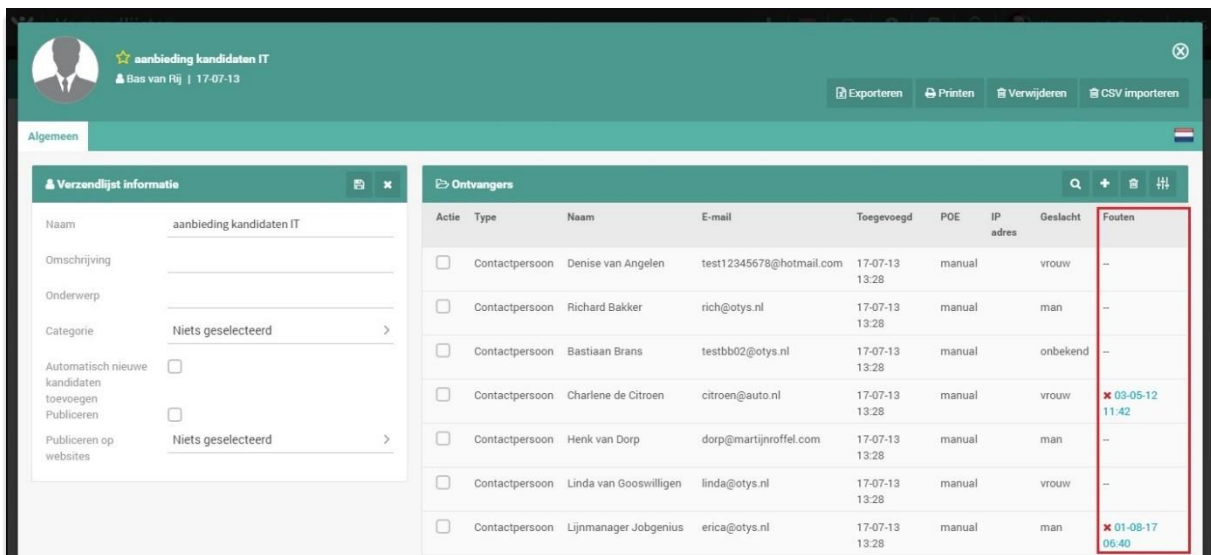 aanbieding kandidaten IT
Bas van Rij | 17-07-13
Exporteren
Printen
Verwijderen
CSV importeren
Algemeen
Verzendlijst informatie
Naam
aanbieding kandidaten IT
Omschrijving
Onderwerp
Categorie
Niets geselecteerd
Automatisch nieuwe
kandidaten
toevoegen
Publiceren
Publiceren op
websites
Niets geselecteerd
Ontvangers
Actie Type Naam E-mail Toegevoegd POE IP Geslacht Fouten
adres
Contactpersoon Denise van Angelen test12345678@hotmail.com 17-07-13 manual vrouw --
13:28
Contactpersoon Richard Bakker rich@otys.nl 17-07-13 manual man --
13:28
Contactpersoon Bastiaan Brans testbb02@otys.nl 17-07-13 manual onbekend --
13:28
Contactpersoon Charlene de Citroen citroen@auto.nl 17-07-13 manual vrouw 03-05-12
13:28 11:42
Contactpersoon Henk van Dorp dorp@martijnroffel.com 17-07-13 manual man --
13:28
Contactpersoon Linda van Gooswilligen linda@otys.nl 17-07-13 manual vrouw --
13:28
Contactpersoon Lijnmanager Jobgenius erica@otys.nl 17-07-13 manual man 01-08-17
13:28 06:40